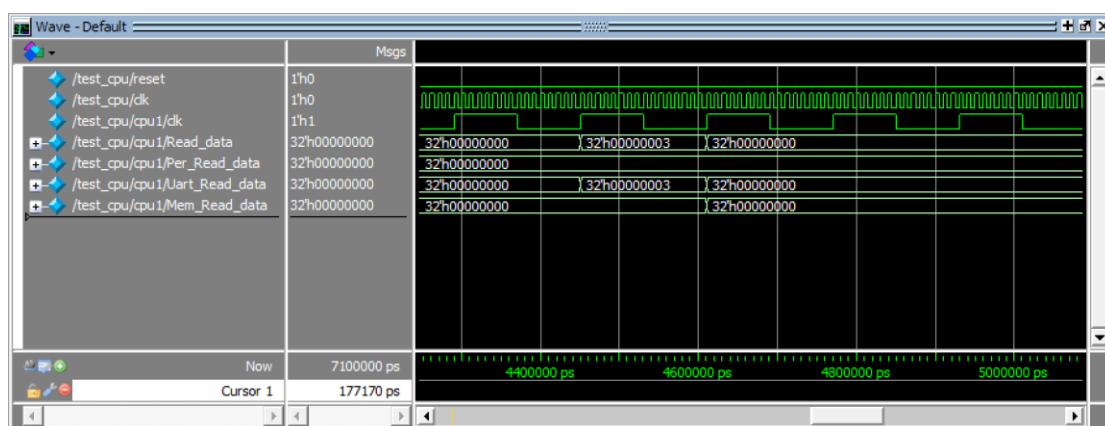 Wave - Default
Msgs
/test_cpu/reset 1'h0
/test_cpu/clk 1'h0
/test_cpu/cpu1/clk 1'h1
/test_cpu/cpu1/Read_data 32'h00000000 32'h00000000 32'h00000003 32'h00000000
/test_cpu/cpu1/Per_Read_data 32'h00000000 32'h00000000
/test_cpu/cpu1/Uart_Read_data 32'h00000000 32'h00000000 32'h00000003 32'h00000000
/test_cpu/cpu1/Mem_Read_data 32'h00000000 32'h00000000 32'h00000000
Now 7100000 ps 4400000 ps 4600000 ps 4800000 ps 5000000 ps
Cursor 1 177170 ps